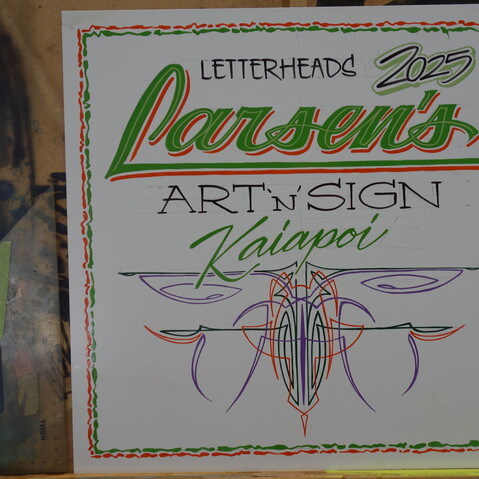 LETTERHEADS 2025
Larsen's
ART 'N' SIGN
Kaiapoi